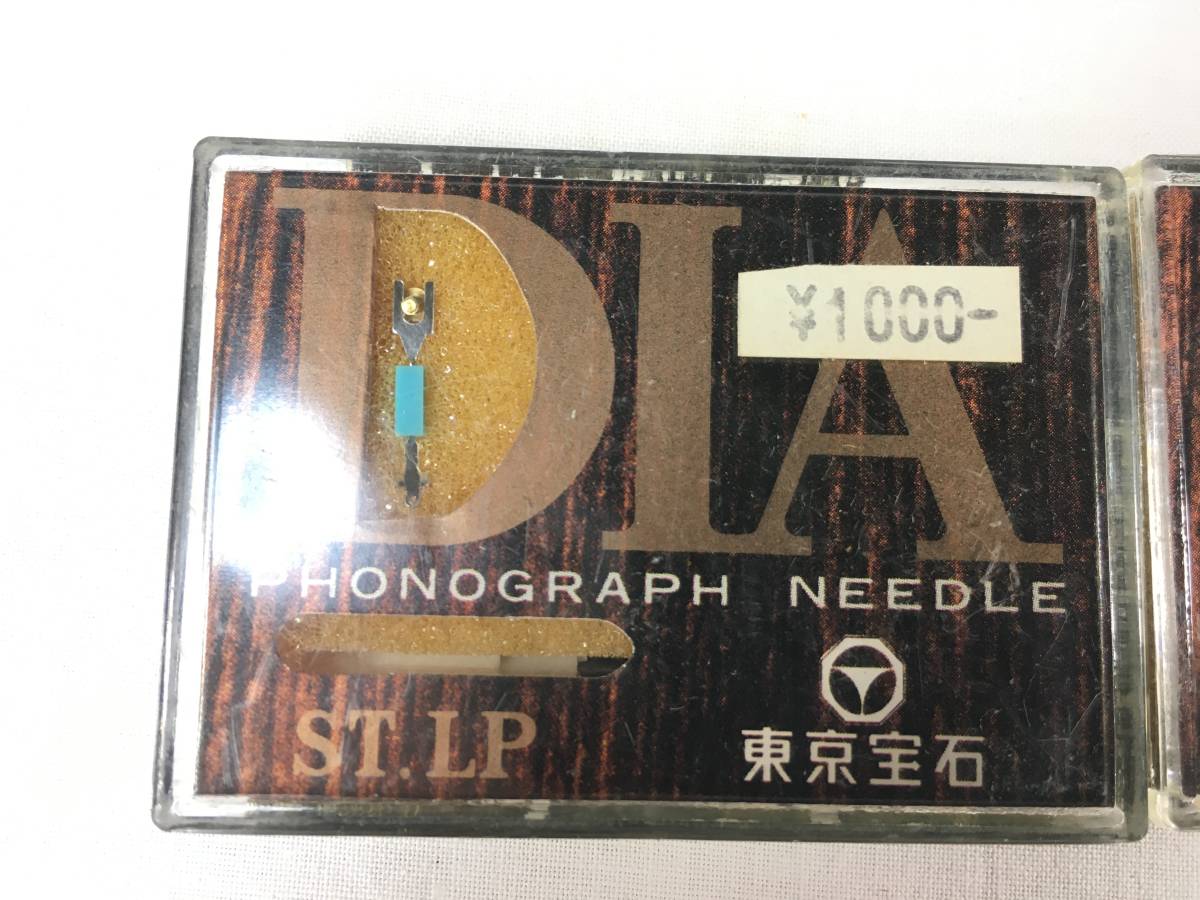 DIA
¥1000-
PHONOGRAPH NEEDLE
ST. LP
東京宝石